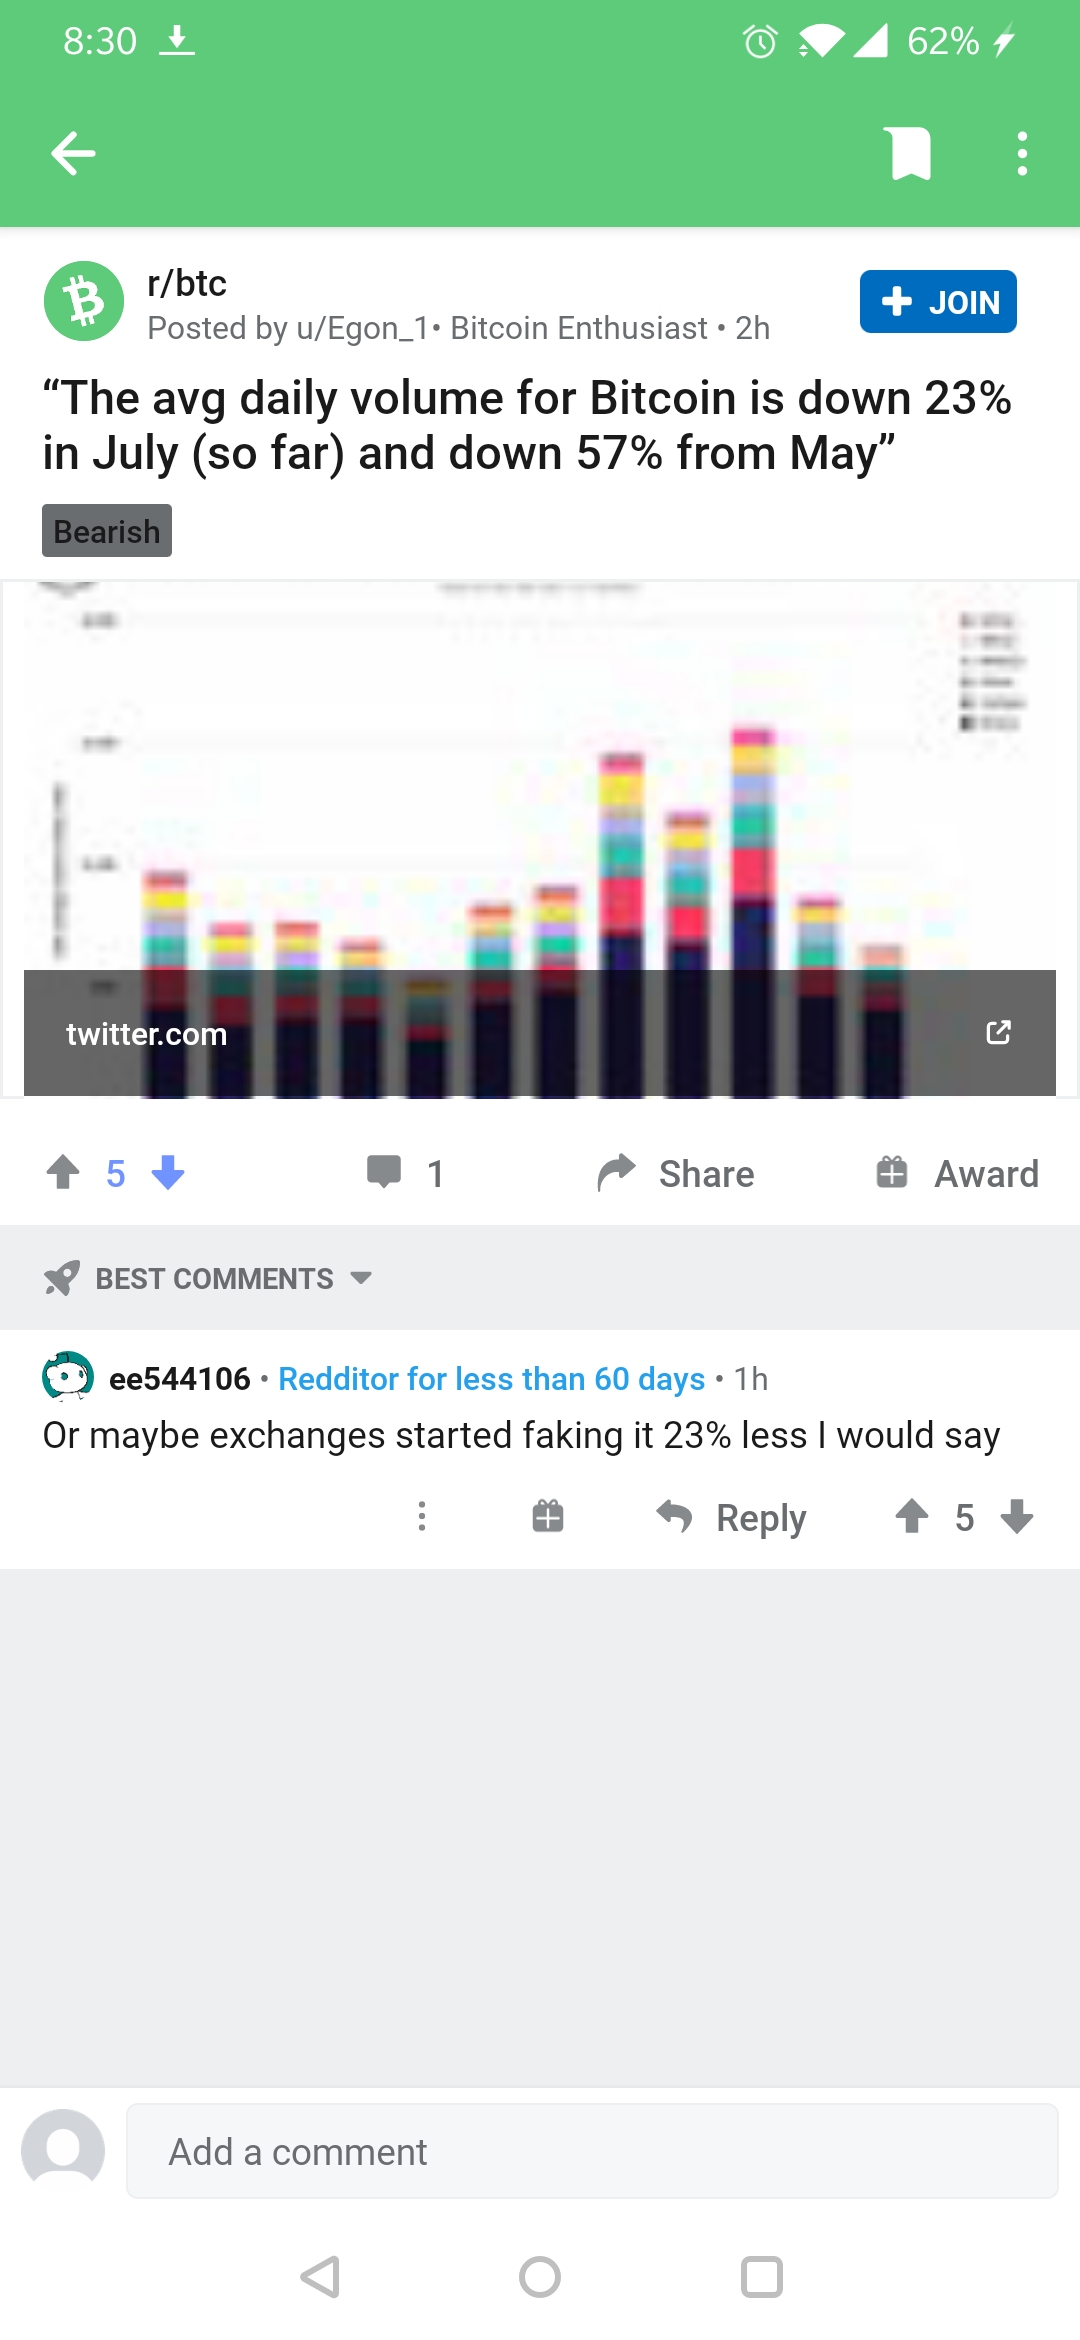 8:30
62%
r/btc
JOIN
Posted by u/Egon_1• Bitcoin Enthusiast • 2h
“The avg daily volume for Bitcoin is down 23%
in July (so far) and down 57% from May”
Bearish
twitter.com
5
1
Share
Award
BEST COMMENTS
ee544106 • Redditor for less than 60 days • 1h
Or maybe exchanges started faking it 23% less I would say
Reply
5
Add a comment